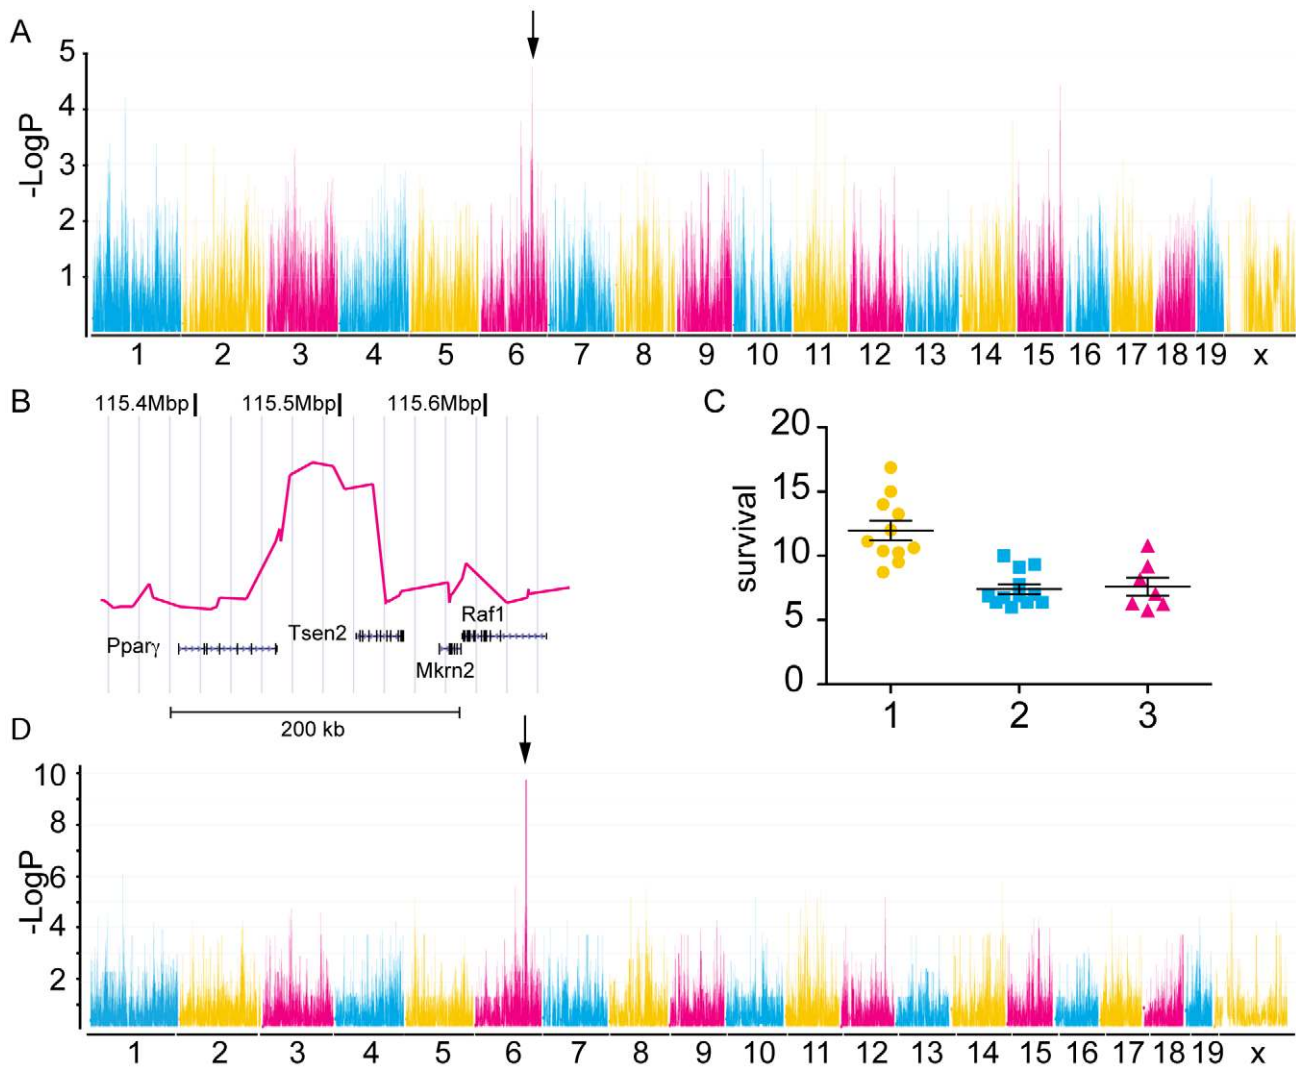 A
5
4
3
2
1
-LogP
1 2 3 4 5 6 7 8 9 10 11 12 13 14 15 16 17 18 19 x
B
115.4Mbp 115.5Mbp 115.6Mbp
Pparγ
Tsen2
Raf1
Mkrn2
200 kb
C
20
15
10
5
0
survival
1 2 3
D
10
8
6
4
2
-LogP
1 2 3 4 5 6 7 8 9 10 11 12 13 14 15 16 17 18 19 x